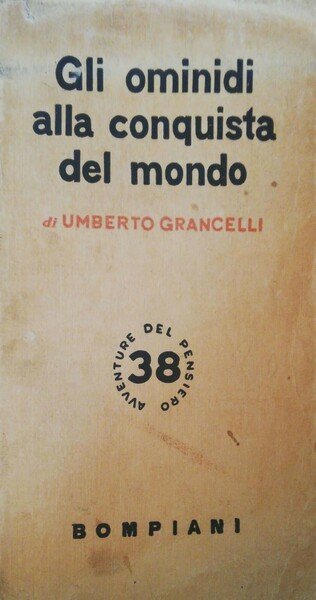 Gli ominidi
alla conquista
del mondo
di UMBERTO GRANCELLI
AVVENTURE DEL PENSIERO
38
BOMPIANI